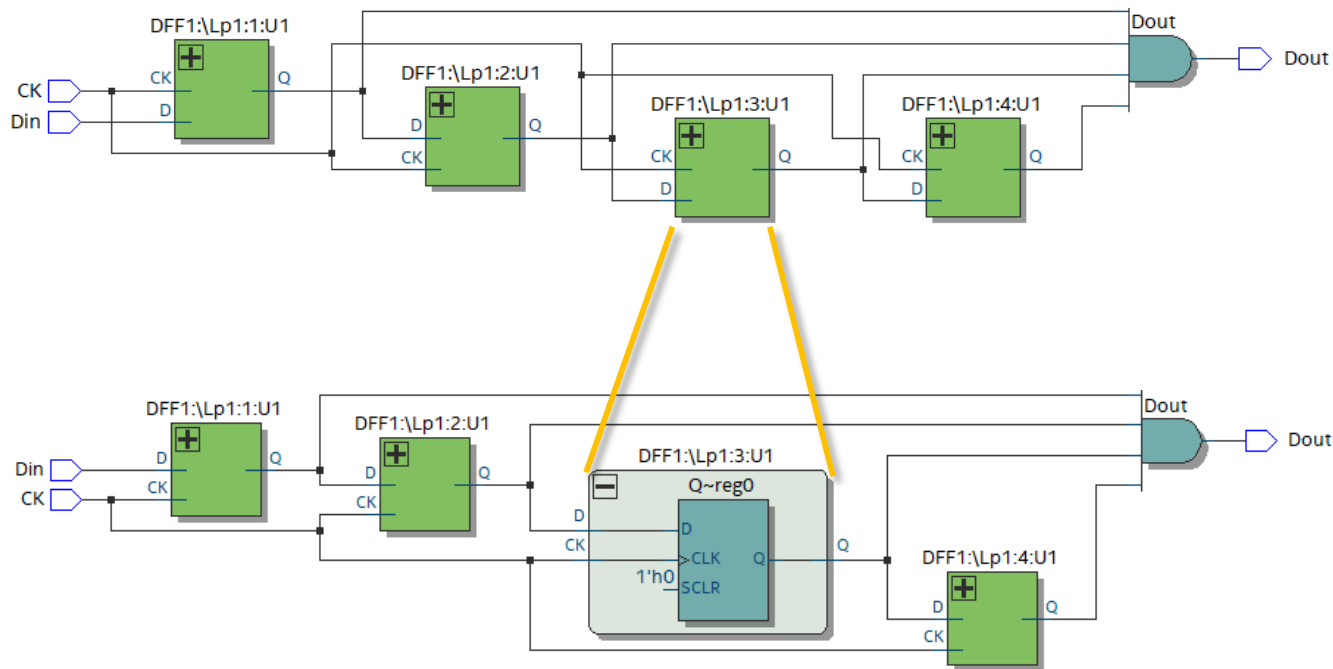 DFF1:\Lp1:1:U1
CK
Q
D
CK
Din
DFF1:\Lp1:2:U1
D
Q
CK
DFF1:\Lp1:3:U1
CK
Q
D
DFF1:\Lp1:4:U1
CK
Q
D
Dout
Dout
DFF1:\Lp1:1:U1
Din
CK
D
Q
CK
DFF1:\Lp1:2:U1
D
Q
CK
DFF1:\Lp1:3:U1
Q~reg0
D
D
CK
CLK
Q
Q
1'h0
SCLR
DFF1:\Lp1:4:U1
D
Q
CK
Dout
Dout